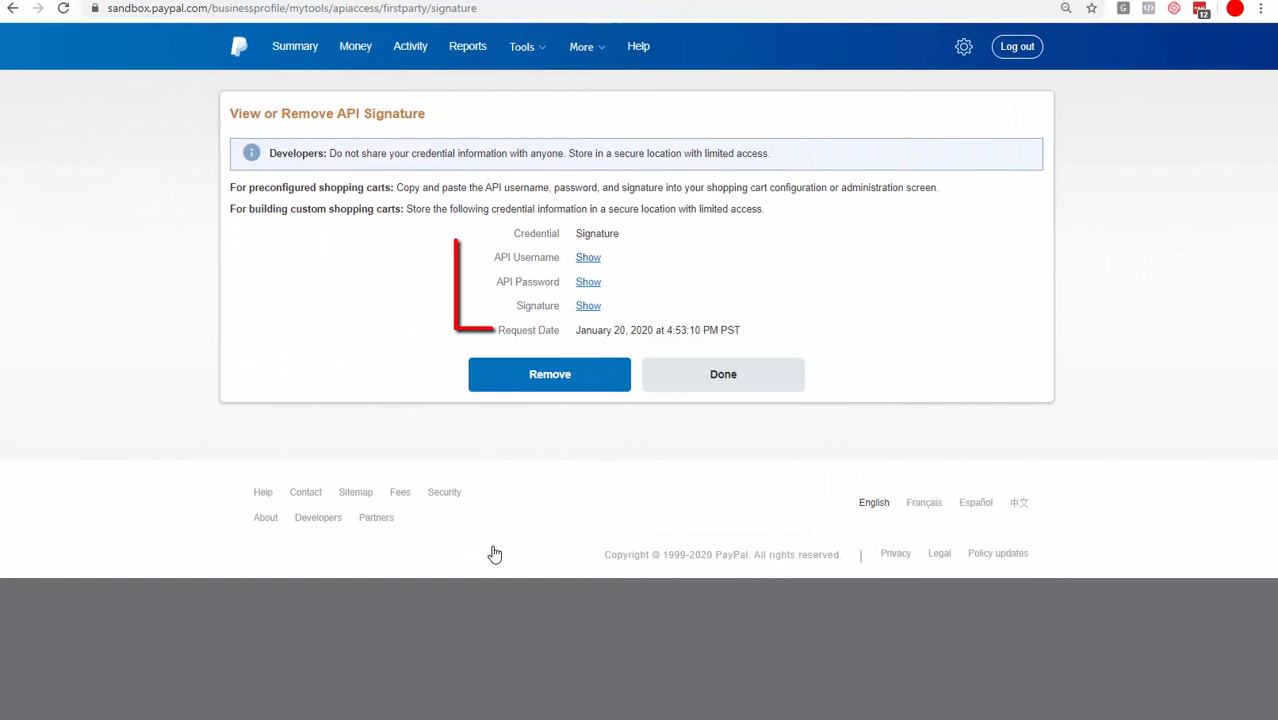 sandbox.paypal.com/businessprofile/mytools/apiaccess/firstparty/signature
G
12
Summary Money Activity Reports Tools More Help Log out
View or Remove API Signature
Developers: Do not share your credential information with anyone. Store in a secure location with limited access.
For preconfigured shopping carts: Copy and paste the API username, password, and signature into your shopping cart configuration or administration screen.
For building custom shopping carts: Store the following credential information in a secure location with limited access.
Credential Signature
API Username Show
API Password Show
Signature Show
Request Date January 20, 2020 at 4:53:10 PM PST
Remove Done
Help Contact Sitemap Fees Security
English Français Español 中文
About Developers Partners
Copyright © 1999-2020 PayPal. All rights reserved. | Privacy Legal Policy updates